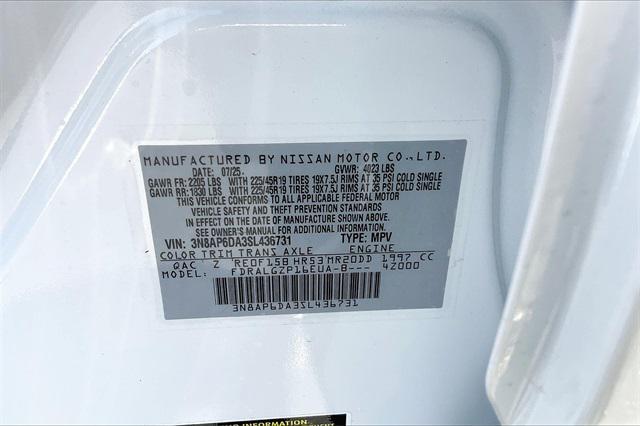 MANUFACTURED BY NISSAN MOTOR CO., LTD.
DATE: 07/25 GVWR: 4023 LBS
GAWR FR: 2205 LBS WITH 225/45R19 TIRES 19X7.5J RIMS AT 35 PSI COLD SINGLE
GAWR RR: 1830 LBS WITH 225/45R19 TIRES 19X7.5J RIMS AT 35 PSI COLD SINGLE
THIS VEHICLE CONFORMS TO ALL APPLICABLE FEDERAL MOTOR
VEHICLE SAFETY AND THEFT PREVENTION STANDARDS
IN EFFECT ON THE DATE OF MANUFACTURE SHOWN ABOVE.
SEE OWNER'S MANUAL FOR ADDITIONAL INFORMATION
VIN: 3N8AP6DA3SL436731 TYPE: MPV
COLOR TRIM TRANS AXLE ENGINE
QAC Z RE0F15B HR53 MR20DD 1997 CC
MODEL: FDRALGZP16EUA-B--- 4Z000
3N8AP6DA3SL436731
INFORMATION